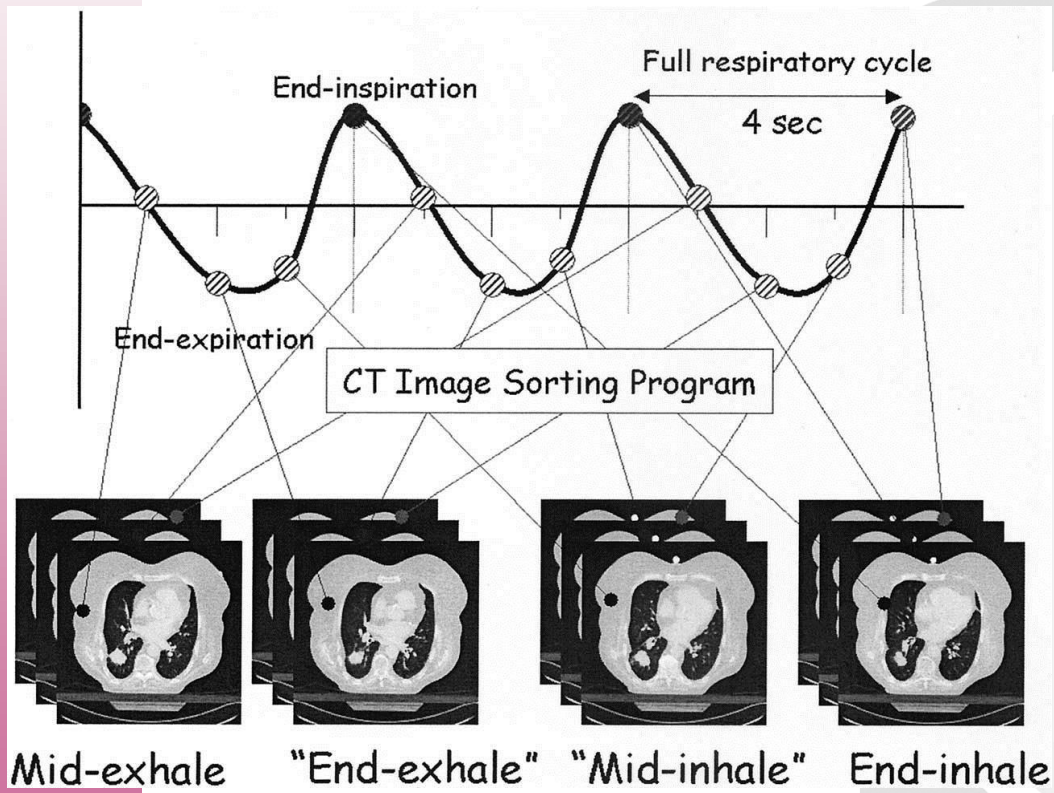 Full respiratory cycle
End-inspiration
4 sec
End-expiration
CT Image Sorting Program
Mid-exhale
“End-exhale”
“Mid-inhale”
End-inhale